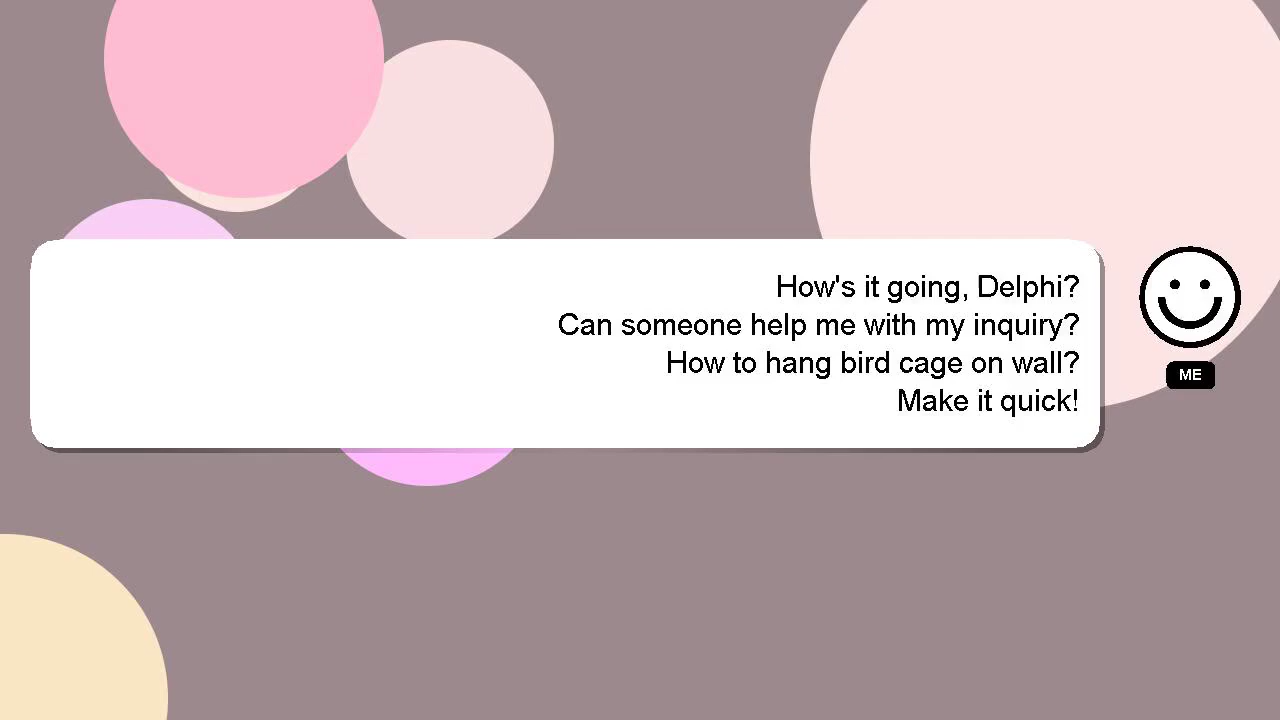 How's it going, Delphi?
Can someone help me with my inquiry?
How to hang bird cage on wall?
Make it quick!
ME